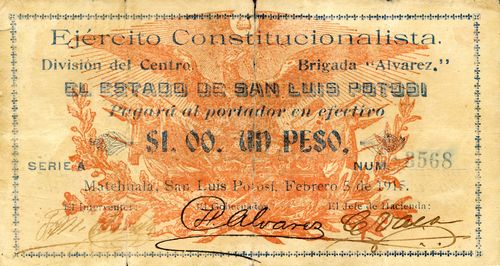 Ejército Constitucionalista.
División del Centro. Brigada "Alvarez."
EL ESTADO DE SAN LUIS POTOSI
Pagará al portador en efectivo
$1. 00. UN PESO.
SERIE A NUM. 3568
Matehuala, San Luis Potosí, Febrero 5 de 1915.
El Interventor: El Gobernador, El Jefe de Hacienda:
Alvarez